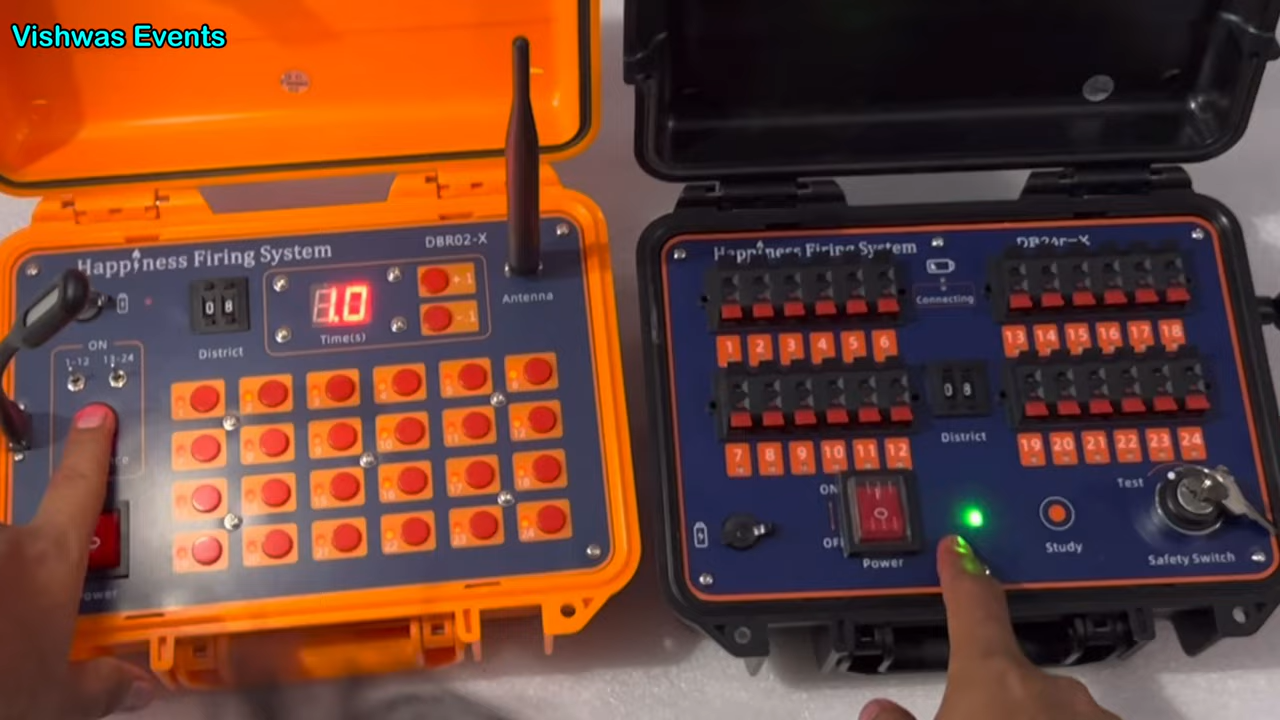 Vishwas Events
Happiness Firing System
DBR02-X
ON
1-12
13-24
08
District
1.0
Time(s)
+1
-1
Antenna
Happiness Firing System
Connecting
1 2 3 4 5 6
13 14 15 16 17 18
7 8 9 10 11 12
08
District
19 20 21 22 23 24
ON
OFF
Power
Study
Test
Safety Switch